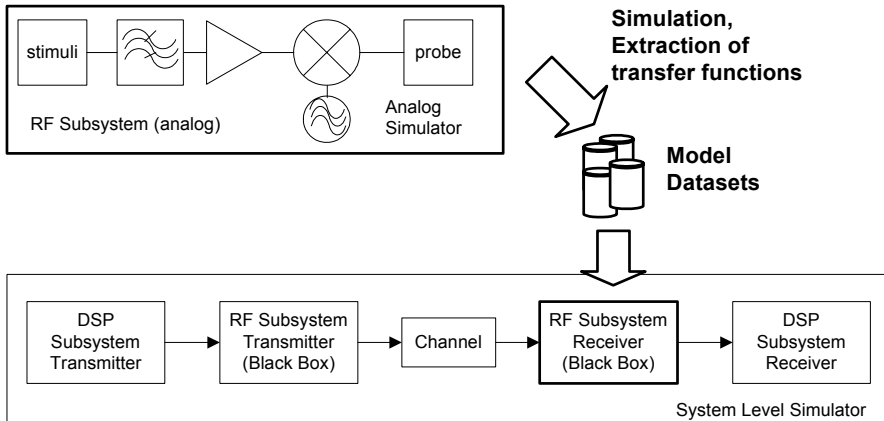 stimuli
probe
RF Subsystem (analog)
Analog
Simulator
Simulation,
Extraction of
transfer functions
Model
Datasets
DSP
Subsystem
Transmitter
RF Subsystem
Transmitter
(Black Box)
Channel
RF Subsystem
Receiver
(Black Box)
DSP
Subsystem
Receiver
System Level Simulator